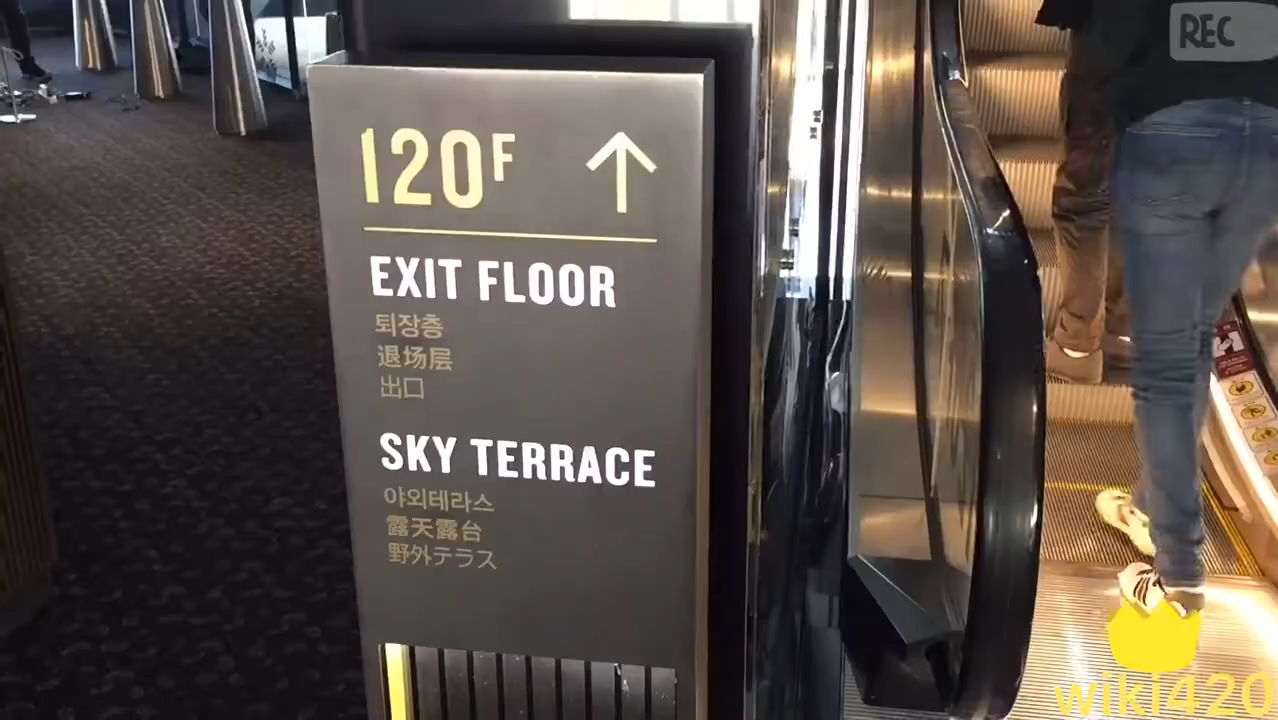 REC
120F
EXIT FLOOR
퇴장층
退场层
出口
SKY TERRACE
야외테라스
露天露台
野外テラス
wiki420